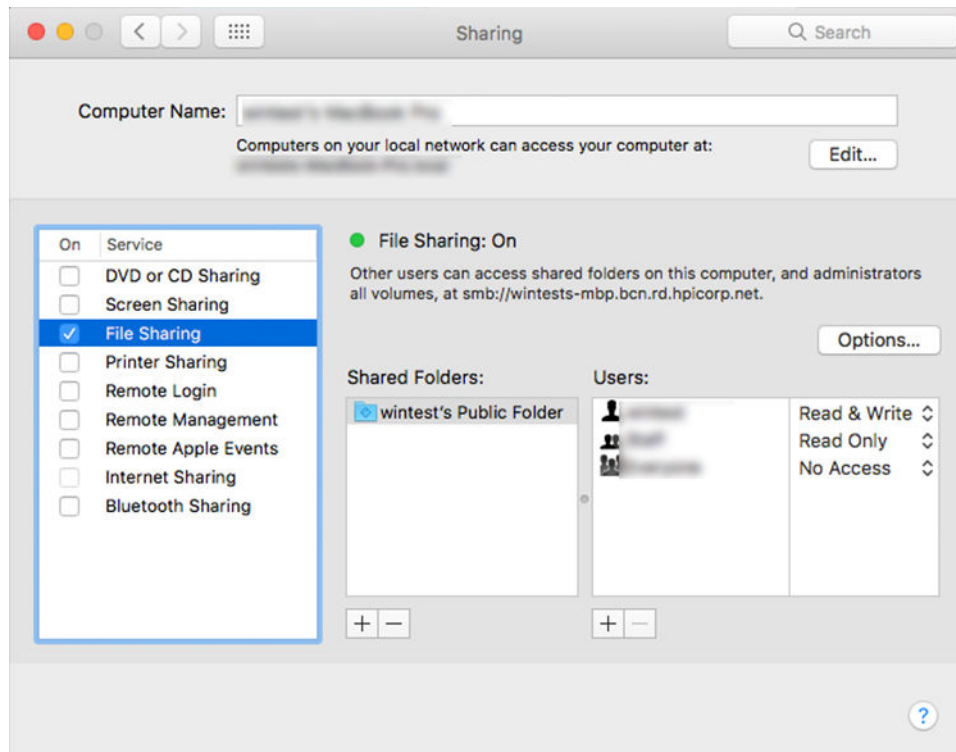 Sharing
Search
Computer Name:
Computers on your local network can access your computer at:
Edit...
On Service
DVD or CD Sharing
Screen Sharing
File Sharing
Printer Sharing
Remote Login
Remote Management
Remote Apple Events
Internet Sharing
Bluetooth Sharing
File Sharing: On
Other users can access shared folders on this computer, and administrators
all volumes, at smb://wintests-mbp.bcn.rd.hpicorp.net.
Options...
Shared Folders:
wintest's Public Folder
Users:
Read & Write
Read Only
No Access
+ −
+ −
?